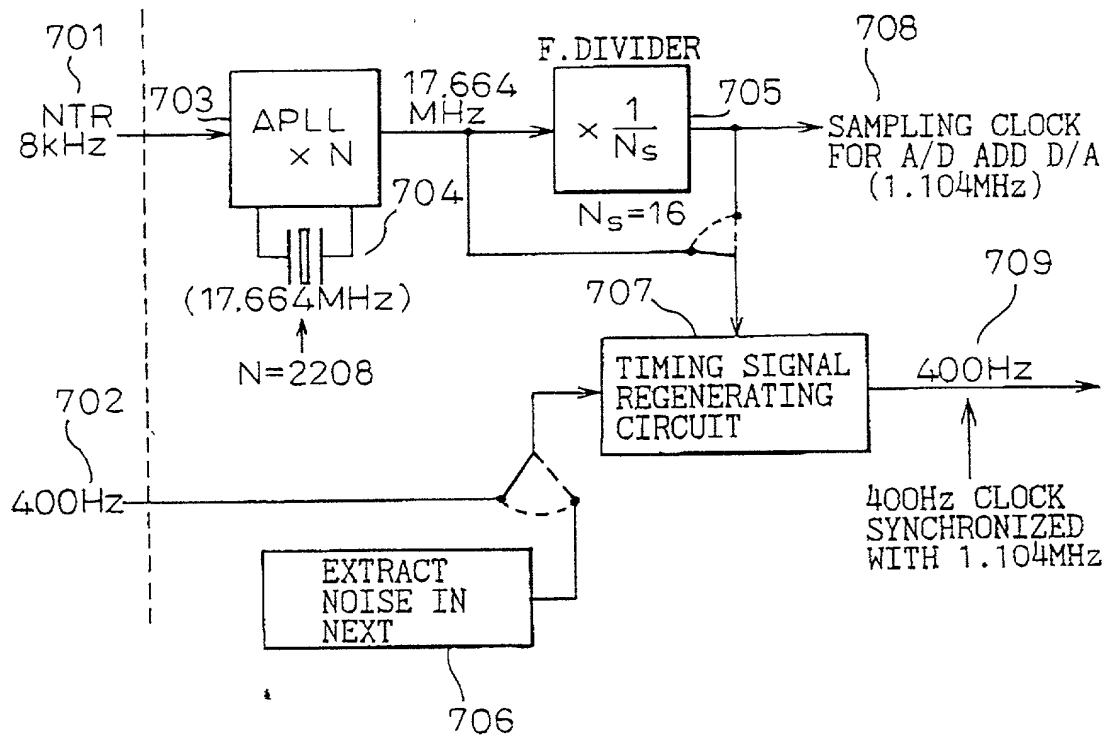 701
NTR
8kHz
703
APLL
× N
17.664
MHz
F.DIVIDER
× 1/Ns
705
Ns=16
708
SAMPLING CLOCK
FOR A/D ADD D/A
(1.104MHz)
704
(17.664MHz)
N=2208
707
TIMING SIGNAL
REGENERATING
CIRCUIT
709
400Hz
702
400Hz
400Hz CLOCK
SYNCHRONIZED
WITH 1.104MHz
EXTRACT
NOISE IN
NEXT
706